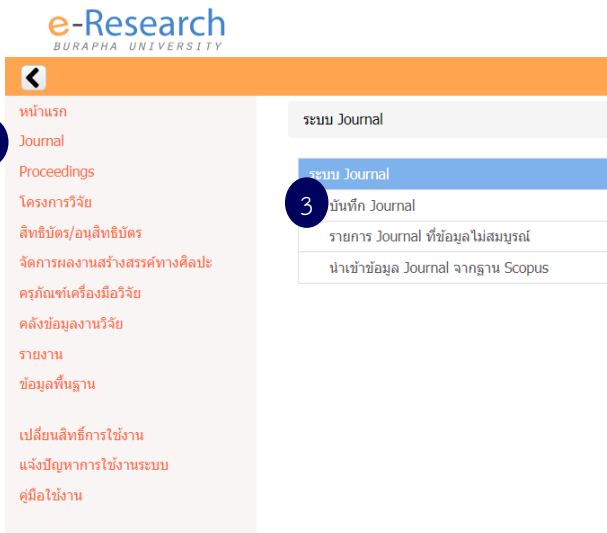 e-Research
BURAPHA UNIVERSITY
หน้าแรก
Journal
Proceedings
โครงการวิจัย
สิทธิบัตร/อนุสิทธิบัตร
จัดการผลงานสร้างสรรค์ทางศิลปะ
ครุภัณฑ์เครื่องมือวิจัย
คลังข้อมูลงานวิจัย
รายงาน
ข้อมูลพื้นฐาน
เปลี่ยนสิทธิ์การใช้งาน
แจ้งปัญหาการใช้งานระบบ
คู่มือใช้งาน
ระบบ Journal
ระบบ Journal
3 บันทึก Journal
รายการ Journal ที่ข้อมูลไม่สมบูรณ์
นำเข้าข้อมูล Journal จากฐาน Scopus